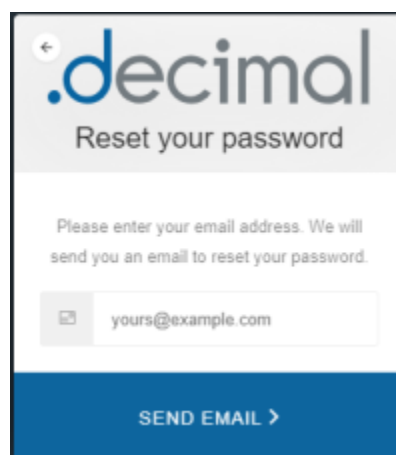 .decimal
Reset your password
Please enter your email address. We will
send you an email to reset your password.
yours@example.com
SEND EMAIL >